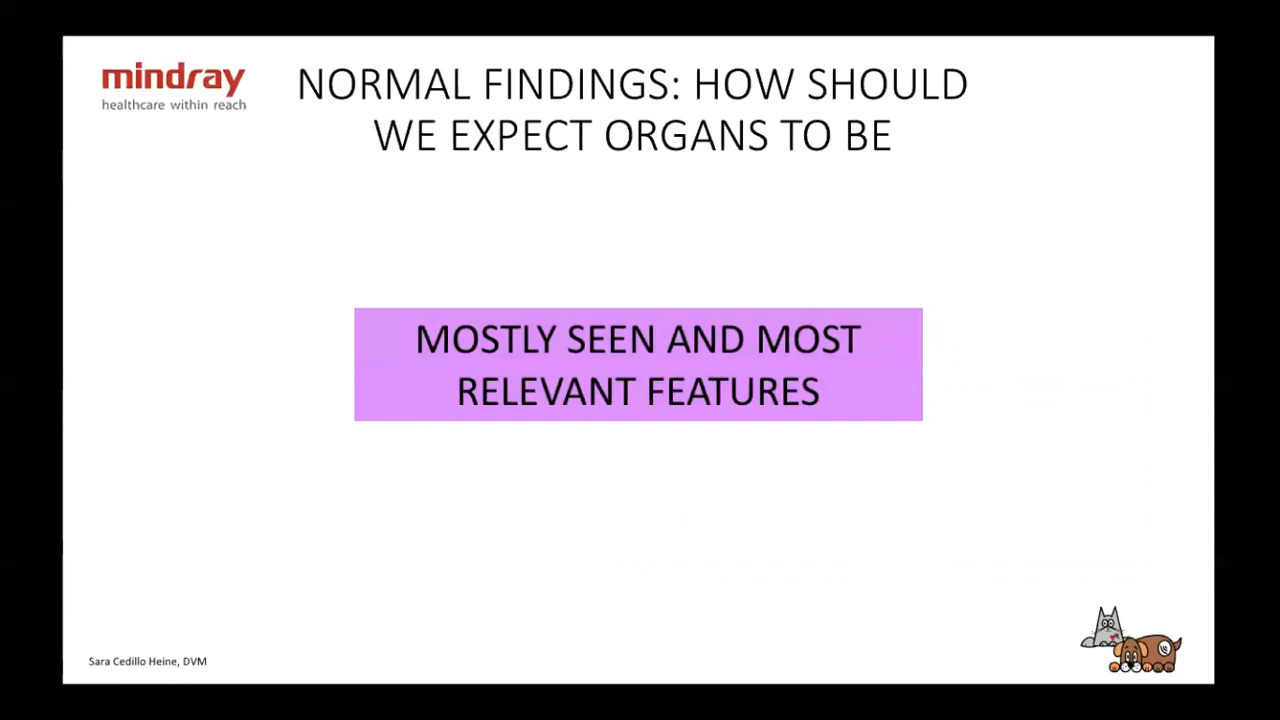 mindray
healthcare within reach
NORMAL FINDINGS: HOW SHOULD
WE EXPECT ORGANS TO BE
MOSTLY SEEN AND MOST
RELEVANT FEATURES
Sara Cedillo Heine, DVM